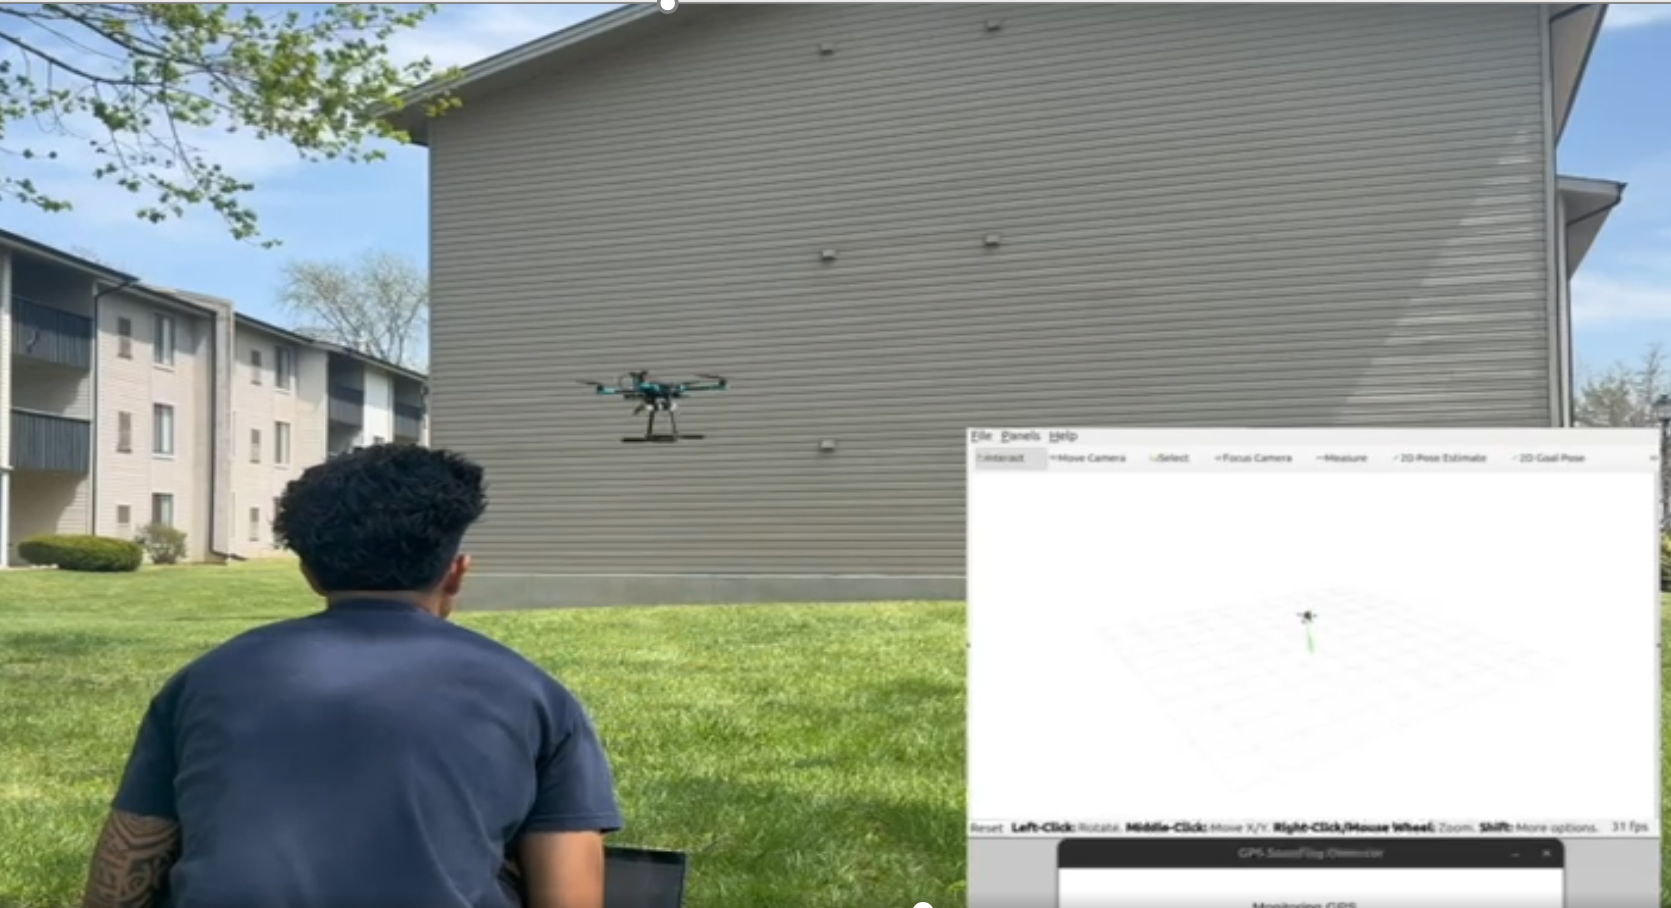 File Panels Help
Interact Move Camera Select Focus Camera Measure 2D Pose Estimate 2D Goal Pose
Reset Left-Click: Rotate. Middle-Click: Move X/Y. Right-Click/Mouse Wheel: Zoom. Shift: More options. 31 fps
GPS Spoofing Detector
Monitoring GPS